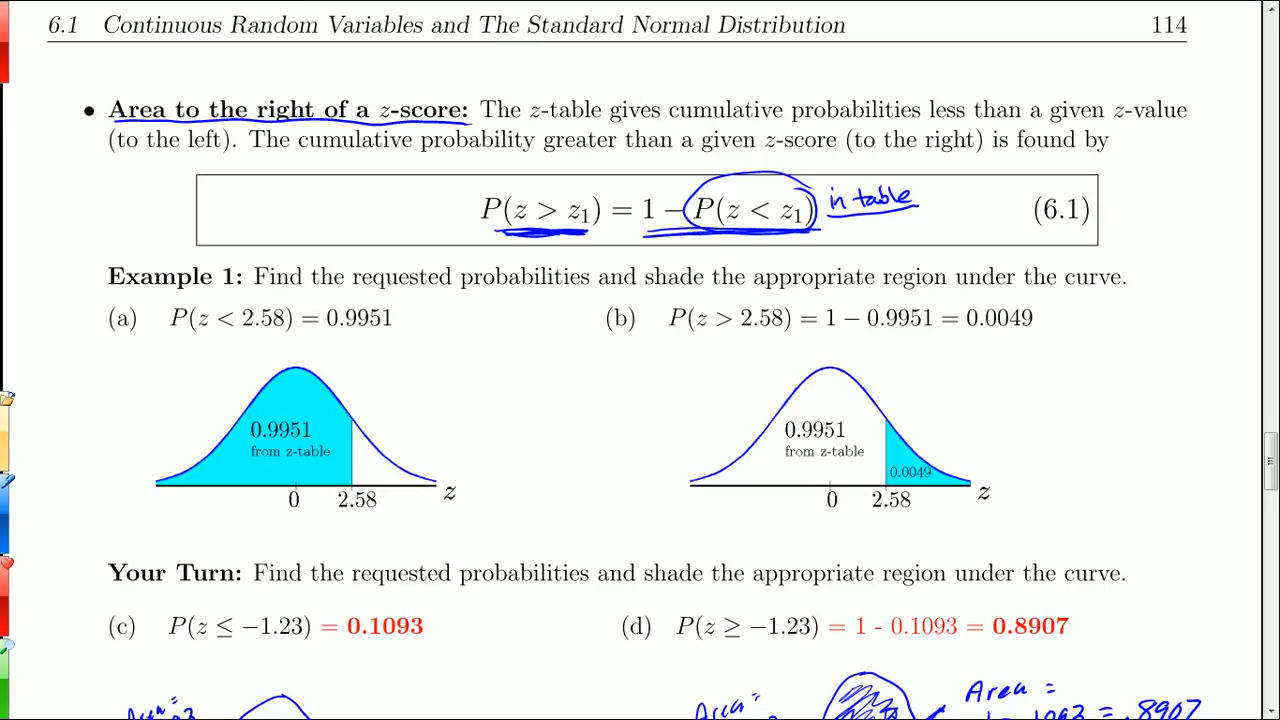 6.1 Continuous Random Variables and The Standard Normal Distribution 114
• Area to the right of a z-score: The z-table gives cumulative probabilities less than a given z-value
(to the left). The cumulative probability greater than a given z-score (to the right) is found by
P(z > z₁) = 1 − P(z < z₁) in table (6.1)
Example 1: Find the requested probabilities and shade the appropriate region under the curve.
(a) P(z < 2.58) = 0.9951 (b) P(z > 2.58) = 1 − 0.9951 = 0.0049
0.9951 0.9951
from z-table from z-table
0.0049
0 2.58 z 0 2.58 z
Your Turn: Find the requested probabilities and shade the appropriate region under the curve.
(c) P(z ≤ −1.23) = 0.1093 (d) P(z ≥ −1.23) = 1 - 0.1093 = 0.8907
Area = Area = Area =
= .8907